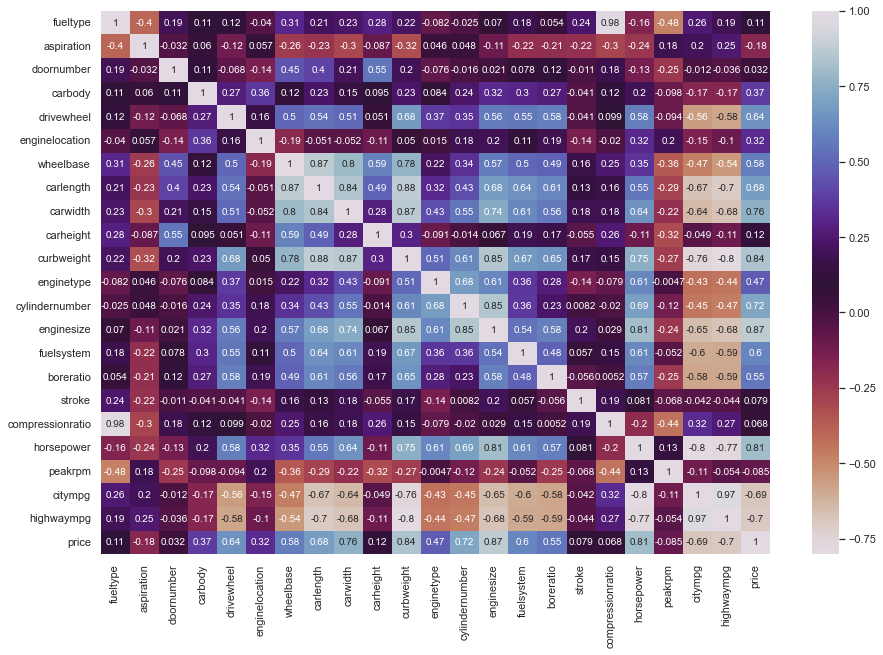 fueltype 1 -0.4 0.19 0.11 0.12 -0.04 0.31 0.21 0.23 0.28 0.22 -0.082 -0.025 0.07 0.18 0.054 0.24 0.98 -0.16 -0.48 0.26 0.19 0.11
aspiration -0.4 1 -0.032 0.06 -0.12 0.057 -0.26 -0.23 -0.3 -0.087 -0.32 0.046 0.048 -0.11 -0.22 -0.21 -0.22 -0.3 -0.24 0.18 0.2 0.25 -0.18
doornumber 0.19 -0.032 1 0.11 -0.068 -0.14 0.45 0.4 0.21 0.55 0.2 -0.076 -0.016 0.021 0.078 0.12 -0.011 0.18 -0.13 -0.25 -0.012 -0.036 0.032
carbody 0.11 0.06 0.11 1 0.27 0.36 0.12 0.23 0.15 0.095 0.23 0.084 0.24 0.32 0.3 0.27 -0.041 0.12 0.2 -0.098 -0.17 -0.17 0.37
drivewheel 0.12 -0.12 -0.068 0.27 1 0.16 0.5 0.54 0.51 0.051 0.68 0.37 0.35 0.56 0.55 0.58 -0.041 0.099 0.58 -0.094 -0.56 -0.58 0.64
enginelocation -0.04 0.057 -0.14 0.36 0.16 1 -0.19 -0.051 -0.052 -0.11 0.05 0.015 0.18 0.2 0.11 0.19 -0.14 -0.02 0.32 0.2 -0.15 -0.1 0.32
wheelbase 0.31 -0.26 0.45 0.12 0.5 -0.19 1 0.87 0.8 0.59 0.78 0.22 0.34 0.57 0.5 0.49 0.16 0.25 0.35 -0.36 -0.47 -0.54 0.58
carlength 0.21 -0.23 0.4 0.23 0.54 -0.051 0.87 1 0.84 0.49 0.88 0.32 0.43 0.68 0.64 0.61 0.13 0.16 0.55 -0.29 -0.67 -0.7 0.68
carwidth 0.23 -0.3 0.21 0.15 0.51 -0.052 0.8 0.84 1 0.28 0.87 0.43 0.55 0.74 0.61 0.56 0.18 0.18 0.64 -0.22 -0.64 -0.68 0.76
carheight 0.28 -0.087 0.55 0.095 0.051 -0.11 0.59 0.49 0.28 1 0.3 -0.091 -0.014 0.067 0.19 0.17 -0.055 0.26 -0.11 -0.32 -0.049 -0.11 0.12
curbweight 0.22 -0.32 0.2 0.23 0.68 0.05 0.78 0.88 0.87 0.3 1 0.51 0.61 0.85 0.67 0.65 0.17 0.15 0.75 -0.27 -0.76 -0.8 0.84
enginetype -0.082 0.046 -0.076 0.084 0.37 0.015 0.22 0.32 0.43 -0.091 0.51 1 0.68 0.61 0.36 0.28 -0.14 -0.079 0.61 -0.0047 -0.43 -0.44 0.47
cylindernumber -0.025 0.048 -0.016 0.24 0.35 0.18 0.34 0.43 0.55 -0.014 0.61 0.68 1 0.85 0.36 0.23 0.0082 -0.02 0.69 -0.12 -0.45 -0.47 0.72
enginesize 0.07 -0.11 0.021 0.32 0.56 0.2 0.57 0.68 0.74 0.067 0.85 0.61 0.85 1 0.54 0.58 0.2 0.029 0.81 -0.24 -0.65 -0.68 0.87
fuelsystem 0.18 -0.22 0.078 0.3 0.55 0.11 0.5 0.64 0.61 0.19 0.67 0.36 0.36 0.54 1 0.48 0.057 0.15 0.61 -0.052 -0.6 -0.59 0.6
boreratio 0.054 -0.21 0.12 0.27 0.58 0.19 0.49 0.61 0.56 0.17 0.65 0.28 0.23 0.58 0.48 1 -0.056 0.0052 0.57 -0.25 -0.58 -0.59 0.55
stroke 0.24 -0.22 -0.011 -0.041 -0.041 -0.14 0.16 0.13 0.18 -0.055 0.17 -0.14 0.0082 0.2 0.057 -0.056 1 0.19 0.081 -0.068 -0.042 -0.044 0.079
compressionratio 0.98 -0.3 0.18 0.12 0.099 -0.02 0.25 0.16 0.18 0.26 0.15 -0.079 -0.02 0.029 0.15 0.0052 0.19 1 -0.2 -0.44 0.32 0.27 0.068
horsepower -0.16 -0.24 -0.13 0.2 0.58 0.32 0.35 0.55 0.64 -0.11 0.75 0.61 0.69 0.81 0.61 0.57 0.081 -0.2 1 0.13 -0.8 -0.77 0.81
peakrpm -0.48 0.18 -0.25 -0.098 -0.094 0.2 -0.36 -0.29 -0.22 -0.32 -0.27 -0.0047 -0.12 -0.24 -0.052 -0.25 -0.068 -0.44 0.13 1 -0.11 -0.054 -0.085
citympg 0.26 0.2 -0.012 -0.17 -0.56 -0.15 -0.47 -0.67 -0.64 -0.049 -0.76 -0.43 -0.45 -0.65 -0.6 -0.58 -0.042 0.32 -0.8 -0.11 1 0.97 -0.69
highwaympg 0.19 0.25 -0.036 -0.17 -0.58 -0.1 -0.54 -0.7 -0.68 -0.11 -0.8 -0.44 -0.47 -0.68 -0.59 -0.59 -0.044 0.27 -0.77 -0.054 0.97 1 -0.7
price 0.11 -0.18 0.032 0.37 0.64 0.32 0.58 0.68 0.76 0.12 0.84 0.47 0.72 0.87 0.6 0.55 0.079 0.068 0.81 -0.085 -0.69 -0.7 1
fueltype aspiration doornumber carbody drivewheel enginelocation wheelbase carlength carwidth carheight curbweight enginetype cylindernumber enginesize fuelsystem boreratio stroke compressionratio horsepower peakrpm citympg highwaympg price
1.00
0.75
0.50
0.25
0.00
−0.25
−0.50
−0.75